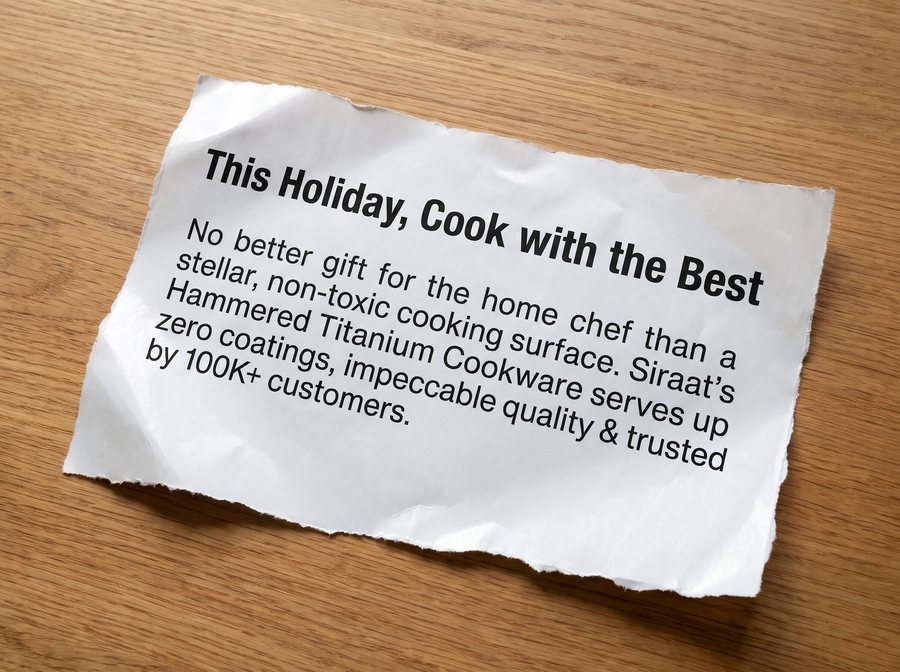 This Holiday, Cook with the Best
No better gift for the home chef than a
stellar, non-toxic cooking surface. Siraat's
Hammered Titanium Cookware serves up
zero coatings, impeccable quality & trusted
by 100K+ customers.